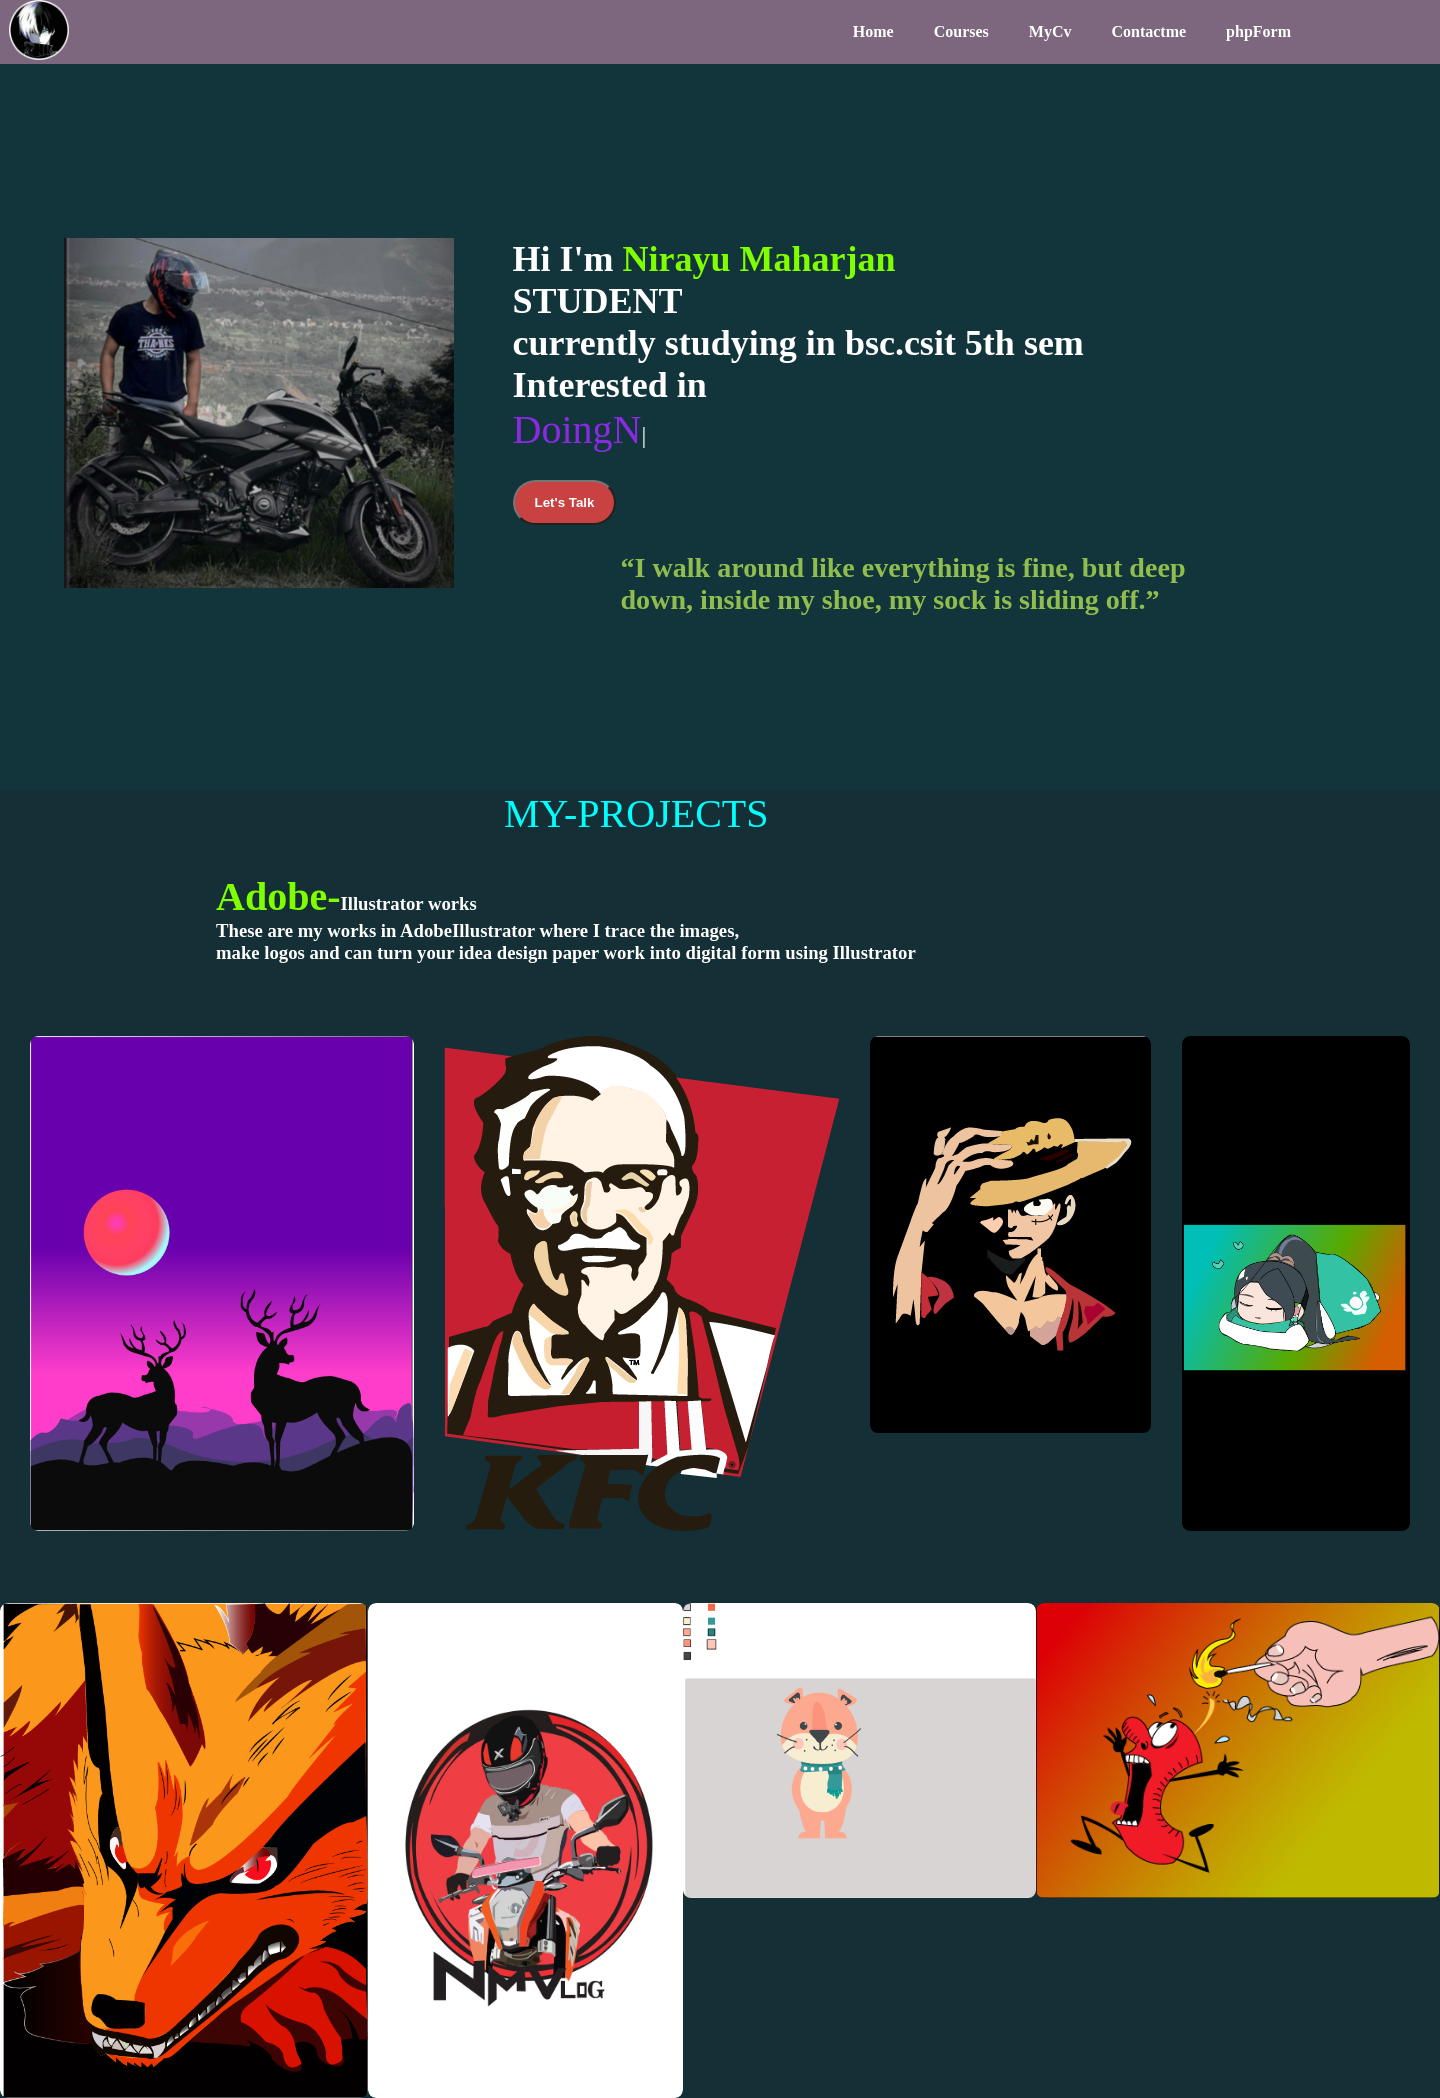 Home Courses MyCv Contactme phpForm
Hi I'm Nirayu Maharjan
STUDENT
currently studying in bsc.csit 5th sem
Interested in
DoingN|
Let's Talk
“I walk around like everything is fine, but deep
down, inside my shoe, my sock is sliding off.”
MY-PROJECTS
Adobe-Illustrator works
These are my works in AdobeIllustrator where I trace the images,
make logos and can turn your idea design paper work into digital form using Illustrator
TM
KFC
NMVLOG